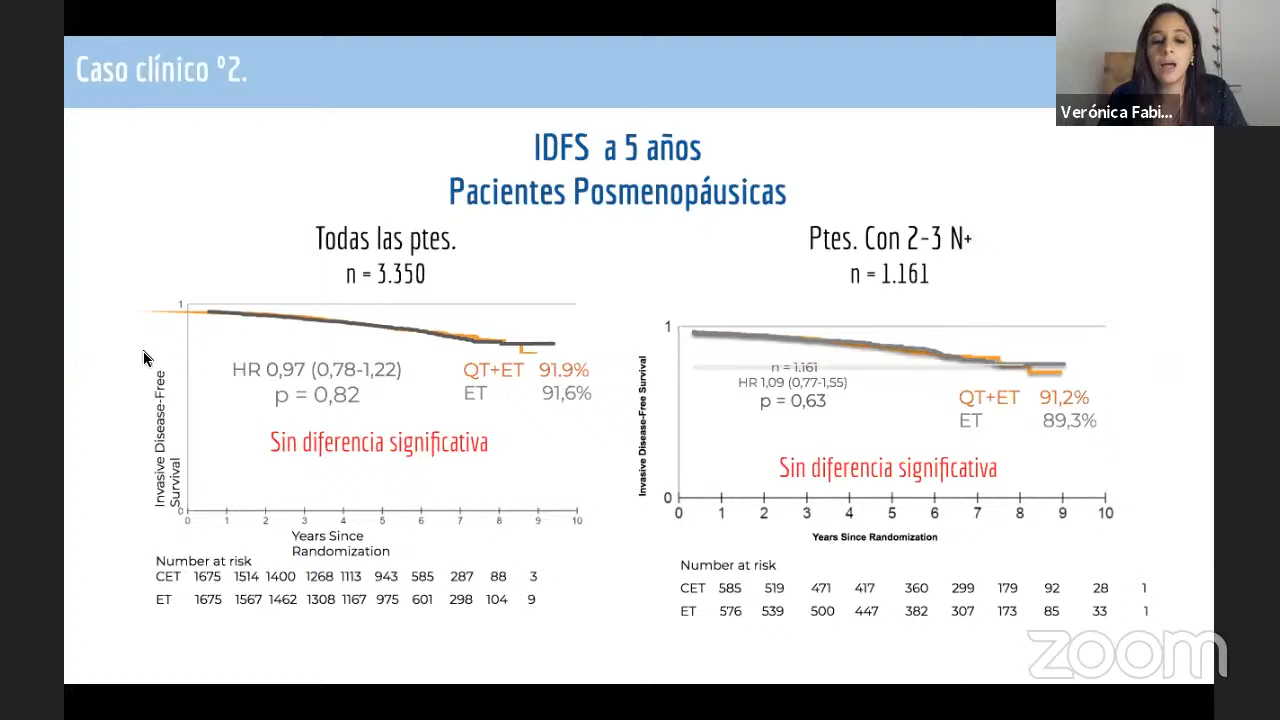 Caso clínico º2.
Verónica Fabi...
IDFS a 5 años
Pacientes Posmenopáusicas
Todas las ptes.
n = 3.350
1
HR 0,97 (0,78-1,22)
p = 0,82
QT+ET 91.9%
ET 91,6%
Sin diferencia significativa
Invasive Disease-Free
Survival
0
0 1 2 3 4 5 6 7 8 9 10
Years Since
Randomization
Number at risk
CET 1675 1514 1400 1268 1113 943 585 287 88 3
ET 1675 1567 1462 1308 1167 975 601 298 104 9
Ptes. Con 2-3 N+
n = 1.161
1
n = 1.161
HR 1,09 (0,77-1,55)
p = 0,63
QT+ET 91,2%
ET 89,3%
Sin diferencia significativa
Invasive Disease-Free Survival
0
0 1 2 3 4 5 6 7 8 9 10
Years Since Randomization
Number at risk
CET 585 519 471 417 360 299 179 92 28 1
ET 576 539 500 447 382 307 173 85 33 1
zoom